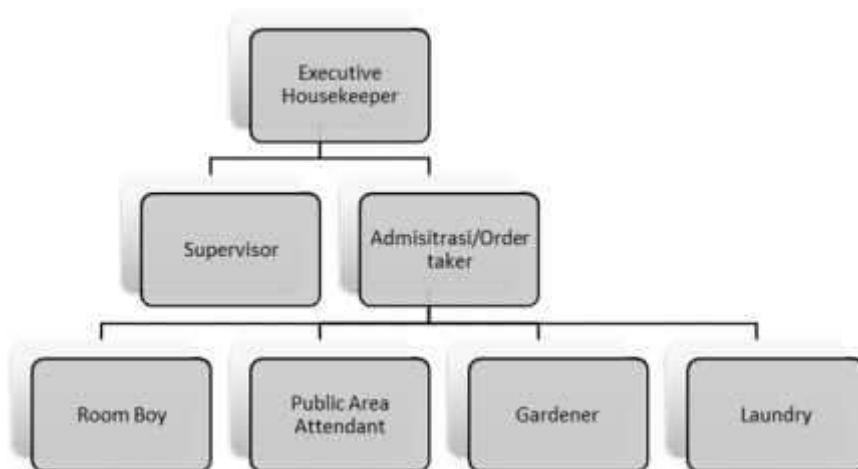 Executive
Housekeeper
Supervisor
Admisitrasi/Order
taker
Room Boy
Public Area
Attendant
Gardener
Laundry